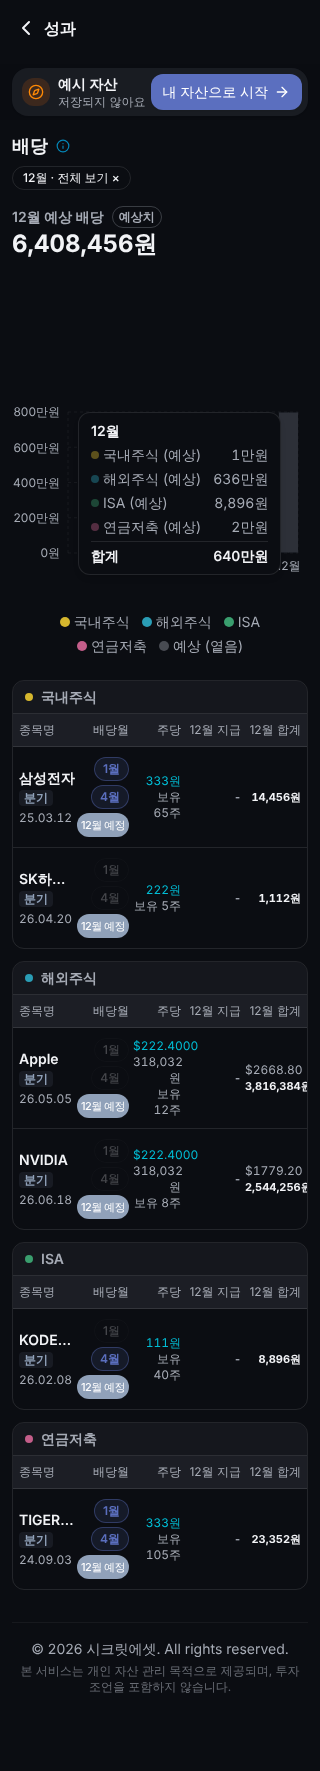 성과
예시 자산
저장되지 않아요
내 자산으로 시작 →
배당
12월 · 전체 보기 ×
12월 예상 배당 예상치
6,408,456원
800만원
600만원
400만원
200만원
0원
12월
국내주식 (예상) 1만원
해외주식 (예상) 636만원
ISA (예상) 8,896원
연금저축 (예상) 2만원
합계 640만원
2월
국내주식 해외주식 ISA
연금저축 예상 (옅음)
국내주식
종목명 배당월 주당 12월 지급 12월 합계
삼성전자
분기
25.03.12
1월
4월
12월 예정
333원
보유
65주
-
14,456원
SK하...
분기
26.04.20
1월
4월
12월 예정
222원
보유 5주
-
1,112원
해외주식
종목명 배당월 주당 12월 지급 12월 합계
Apple
분기
26.05.05
1월
4월
12월 예정
$222.4000
318,032
원
보유
12주
-
$2668.80
3,816,384원
NVIDIA
분기
26.06.18
1월
4월
12월 예정
$222.4000
318,032
원
보유 8주
-
$1779.20
2,544,256원
ISA
종목명 배당월 주당 12월 지급 12월 합계
KODE...
분기
26.02.08
1월
4월
12월 예정
111원
보유
40주
-
8,896원
연금저축
종목명 배당월 주당 12월 지급 12월 합계
TIGER...
분기
24.09.03
1월
4월
12월 예정
333원
보유
105주
-
23,352원
© 2026 시크릿에셋. All rights reserved.
본 서비스는 개인 자산 관리 목적으로 제공되며, 투자
조언을 포함하지 않습니다.